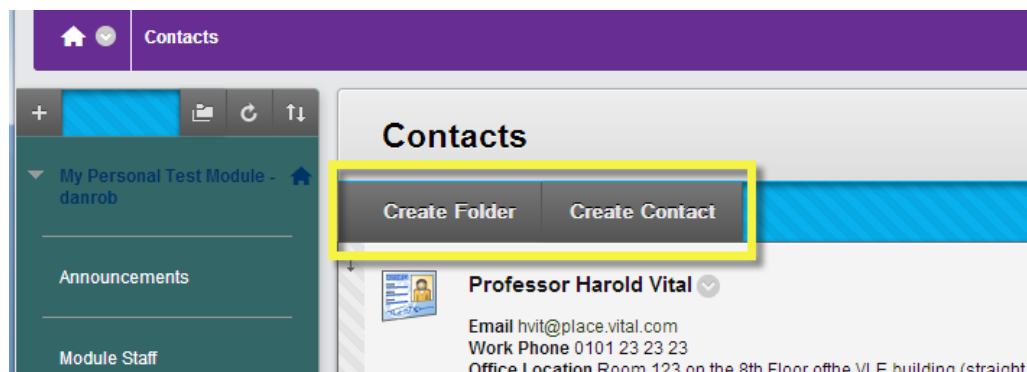 Contacts
Contacts
My Personal Test Module -
danrob
Announcements
Module Staff
Create Folder Create Contact
Professor Harold Vital
Email hvit@place.vital.com
Work Phone 0101 23 23 23
Office Location Room 123 on the 8th Floor ofthe VLE building (straight